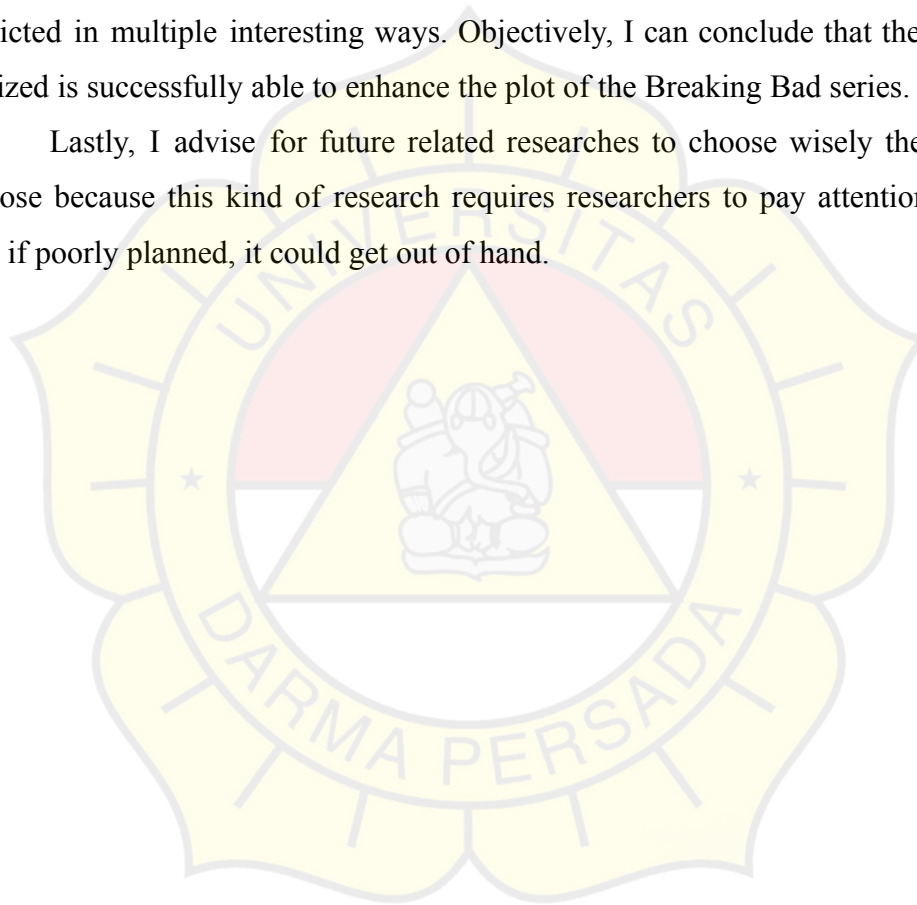 icted in multiple interesting ways. Objectively, I can conclude that the
ized is successfully able to enhance the plot of the Breaking Bad series.
Lastly, I advise for future related researches to choose wisely the
ose because this kind of research requires researchers to pay attention
if poorly planned, it could get out of hand.
UNIVERSITAS
DARMA PERSADA